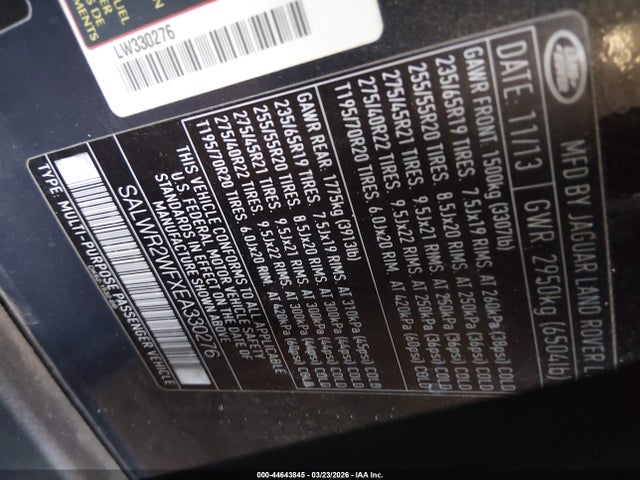 UEL
ER
S DE
MENTS
N
LW330276
LAND ROVER
MFD BY JAGUAR LAND ROVER
11/13 GWR: 2950kg (6504lb)
GAWR FRONT: 1500kg (3307lb)
235/65R19 TIRES, 7.5Jx19 RIMS. AT 260kPa (38psi) COLD
255/55R20 TIRES, 8.5Jx20 RIMS. AT 250kPa (36psi) COLD
275/45R21 TIRES, 9.5Jx21 RIMS. AT 250kPa (36psi) COLD
275/40R22 TIRES, 9.5Jx22 RIMS. AT 250kPa (36psi) COLD
T195/70R20 TIRES, 6.0Jx20 RIM. AT 420kPa (60psi) COLD
GAWR REAR: 1775kg (3913lb)
235/65R19 TIRES, 7.5Jx19 RIMS. AT 310kPa (45psi) COLD
255/55R20 TIRES, 8.5Jx20 RIMS. AT 300kPa (44psi) COLD
275/45R21 TIRES, 9.5Jx21 RIMS. AT 300kPa (44psi) COLD
275/40R22 TIRES, 9.5Jx22 RIMS. AT 300kPa (44psi) COLD
T195/70R20 TIRES, 6.0Jx20 RIM. AT 420kPa (60psi) COLD
THIS VEHICLE CONFORMS TO ALL APPLICABLE
U.S. FEDERAL MOTOR VEHICLE SAFETY
STANDARDS IN EFFECT ON THE DATE OF
MANUFACTURE SHOWN ABOVE
SALWR2WFXEA330276
TYPE: MULTI-PURPOSE PASSENGER VEHICLE
000-44643845 - 03/23/2026 - IAA Inc.